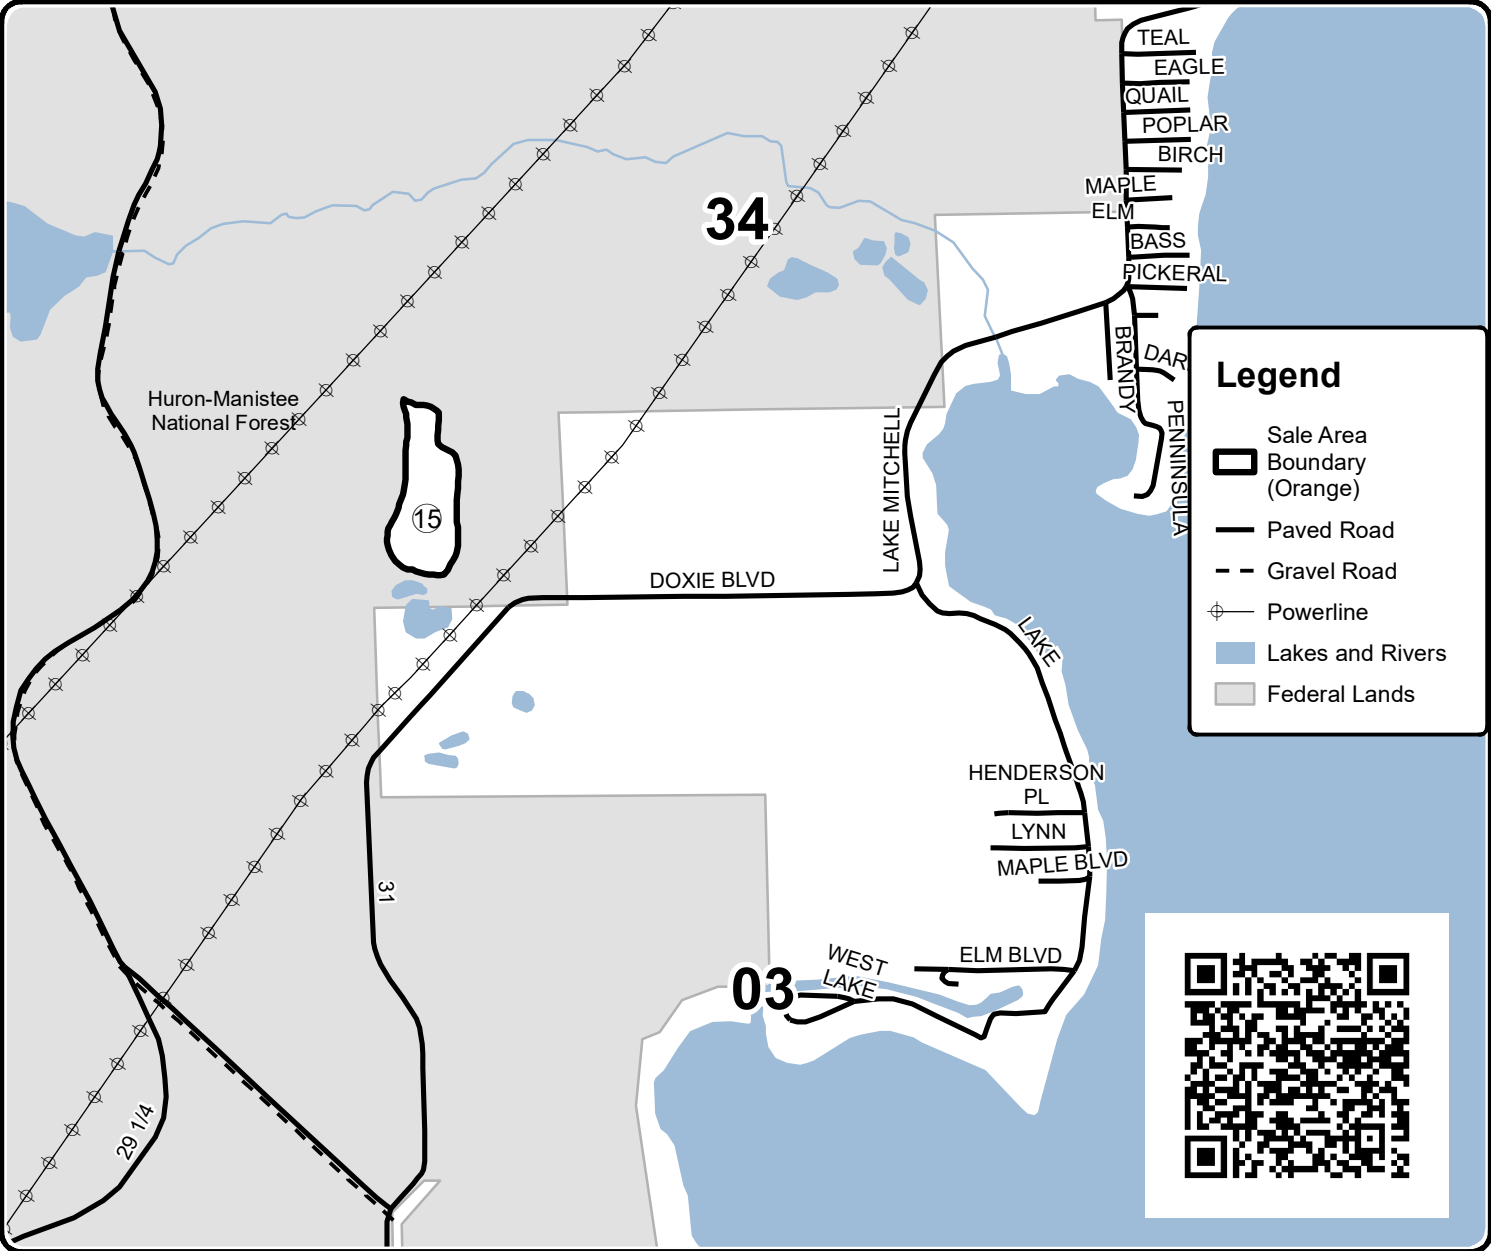 TEAL
EAGLE
QUAIL
POPLAR
BIRCH
MAPLE
ELM
BASS
PICKERAL
34
BRANDY
DAR
PENNINSULA
Huron-Manistee
National Forest
15
LAKE MITCHELL
DOXIE BLVD
LAKE
Legend
Sale Area
Boundary
(Orange)
Paved Road
Gravel Road
Powerline
Lakes and Rivers
Federal Lands
HENDERSON
PL
LYNN
MAPLE BLVD
31
WEST
LAKE
ELM BLVD
03
29 1/4